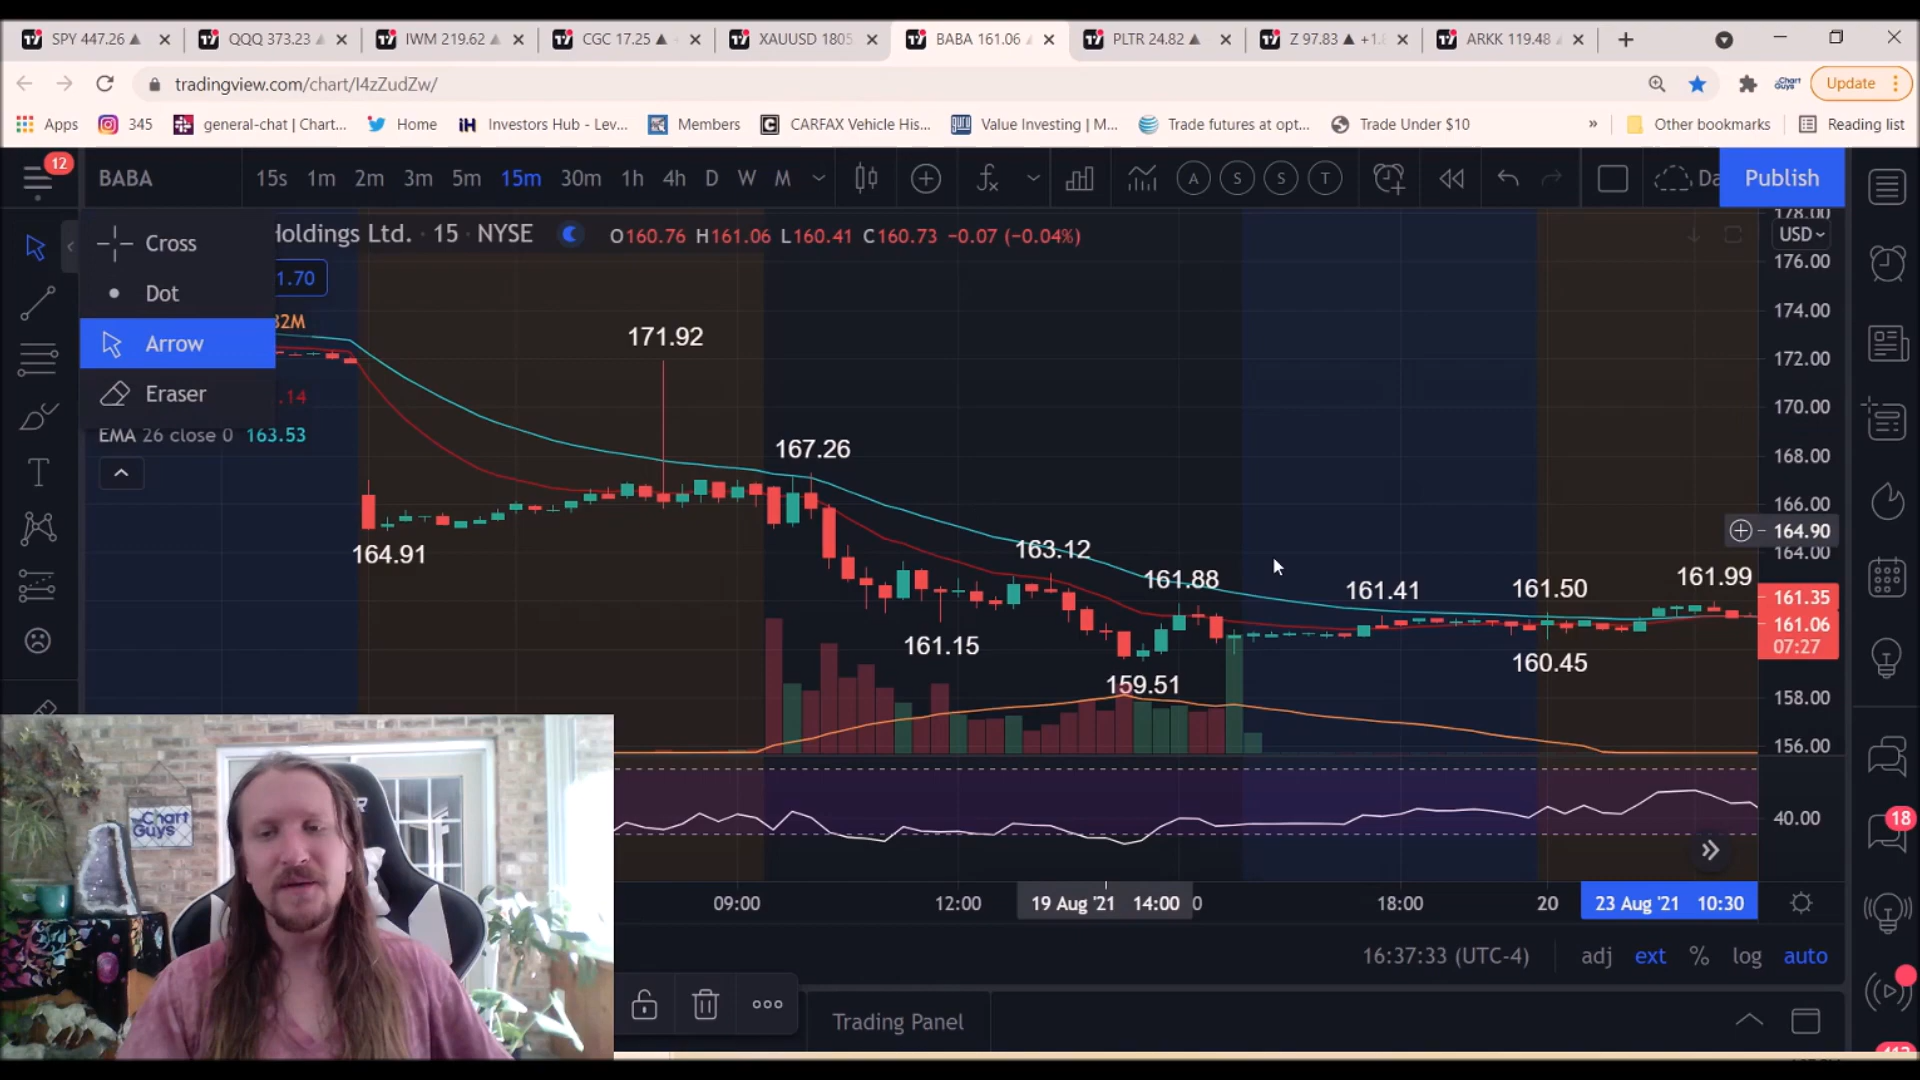 SPY 447.26
QQQ 373.23
IWM 219.62
CGC 17.25
XAUUSD 1805
BABA 161.06
PLTR 24.82
Z 97.83 +1.
ARKK 119.48
tradingview.com/chart/I4zZudZw/
Update
Apps
345
general-chat | Chart...
Home
Investors Hub - Lev...
Members
CARFAX Vehicle His...
Value Investing | M...
Trade futures at opt...
Trade Under $10
»
Other bookmarks
Reading list
12
BABA
15s 1m 2m 3m 5m 15m 30m 1h 4h D W M
A S S T
Da
Publish
Cross
Dot
Arrow
Eraser
Holdings Ltd. · 15 · NYSE
O160.76 H161.06 L160.41 C160.73 −0.07 (−0.04%)
1.70
32M
.14
EMA 26 close 0 163.53
USD
178.00
176.00
174.00
172.00
170.00
168.00
166.00
164.90
164.00
161.35
161.06
07:27
158.00
156.00
40.00
171.92
167.26
164.91
163.12
161.88
161.41
161.50
161.99
161.15
159.51
160.45
09:00
12:00
19 Aug '21 14:00
0
18:00
20
23 Aug '21 10:30
16:37:33 (UTC-4)
adj ext % log auto
Trading Panel
18
Chart
Guys